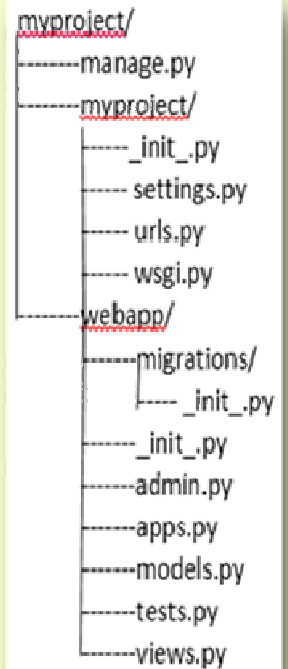 myproject/
manage.py
myproject/
_init_.py
settings.py
urls.py
wsgi.py
webapp/
migrations/
_init_.py
_init_.py
admin.py
apps.py
models.py
tests.py
views.py